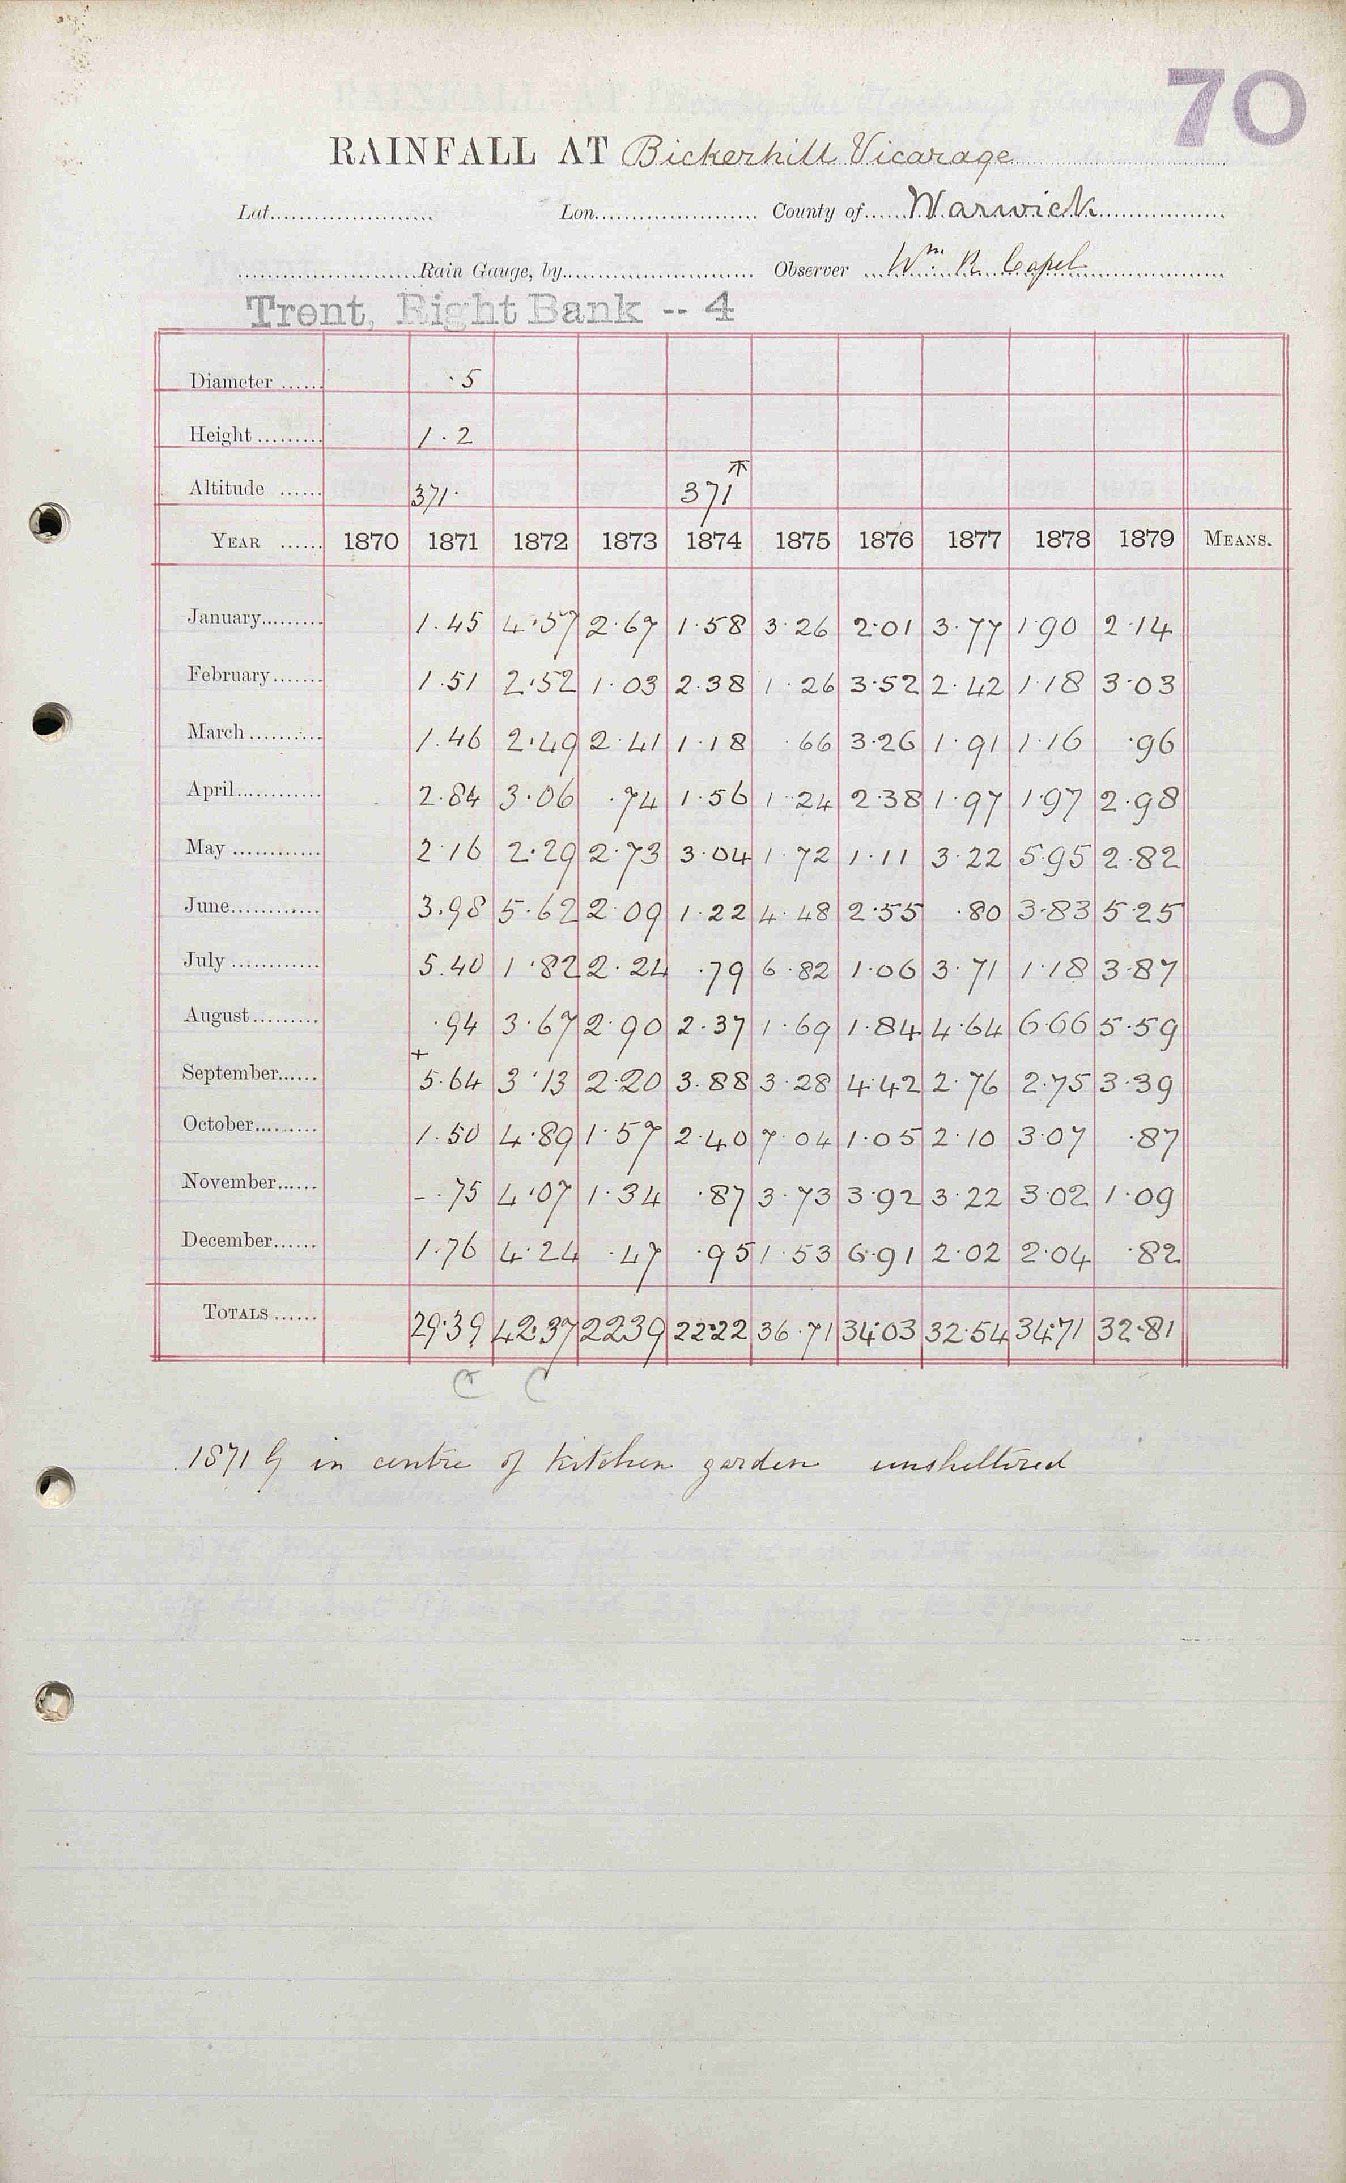 70
RAINFALL AT Bickerhill Vicarage
Lat. Lon. County of Warwick
Rain Gauge, by Observer Wm. R. Capel
Trent, Right Bank -- 4
Diameter ·5
Height 1·2
Altitude 371· 371
YEAR 1870 1871 1872 1873 1874 1875 1876 1877 1878 1879 MEANS.
January 1.45 4·57 2·67 1·58 3·26 2·01 3·77 1·90 2·14
February 1.51 2·52 1·03 2·38 1·26 3·52 2·42 1·18 3·03
March 1.46 2·49 2·41 1·18 ·66 3·26 1·91 1·16 ·96
April 2·84 3·06 ·74 1·56 1·24 2·38 1·97 1·97 2·98
May 2·16 2·29 2·73 3·04 1·72 1·11 3·22 5·95 2·82
June 3.98 5·62 2·09 1·22 4·48 2·55 ·80 3·83 5·25
July 5.40 1·82 2·24 ·79 6·82 1·06 3·71 1·18 3·87
August ·94 3·67 2·90 2·37 1·69 1·84 4·64 6·66 5·59
+
September 5·64 3·13 2·20 3·88 3·28 4·42 2·76 2·75 3·39
October 1.50 4·89 1·57 2·40 7·04 1·05 2·10 3·07 ·87
November -·75 4·07 1·34 ·87 3·73 3·92 3·22 3·02 1·09
December 1·76 4·24 ·47 ·95 1·53 6·91 2·02 2·04 ·82
TOTALS 29·39 42·37 2239 22·22 36·71 34·03 32·54 34·71 32·81
C C
1871 G in centre of kitchen garden unsheltered